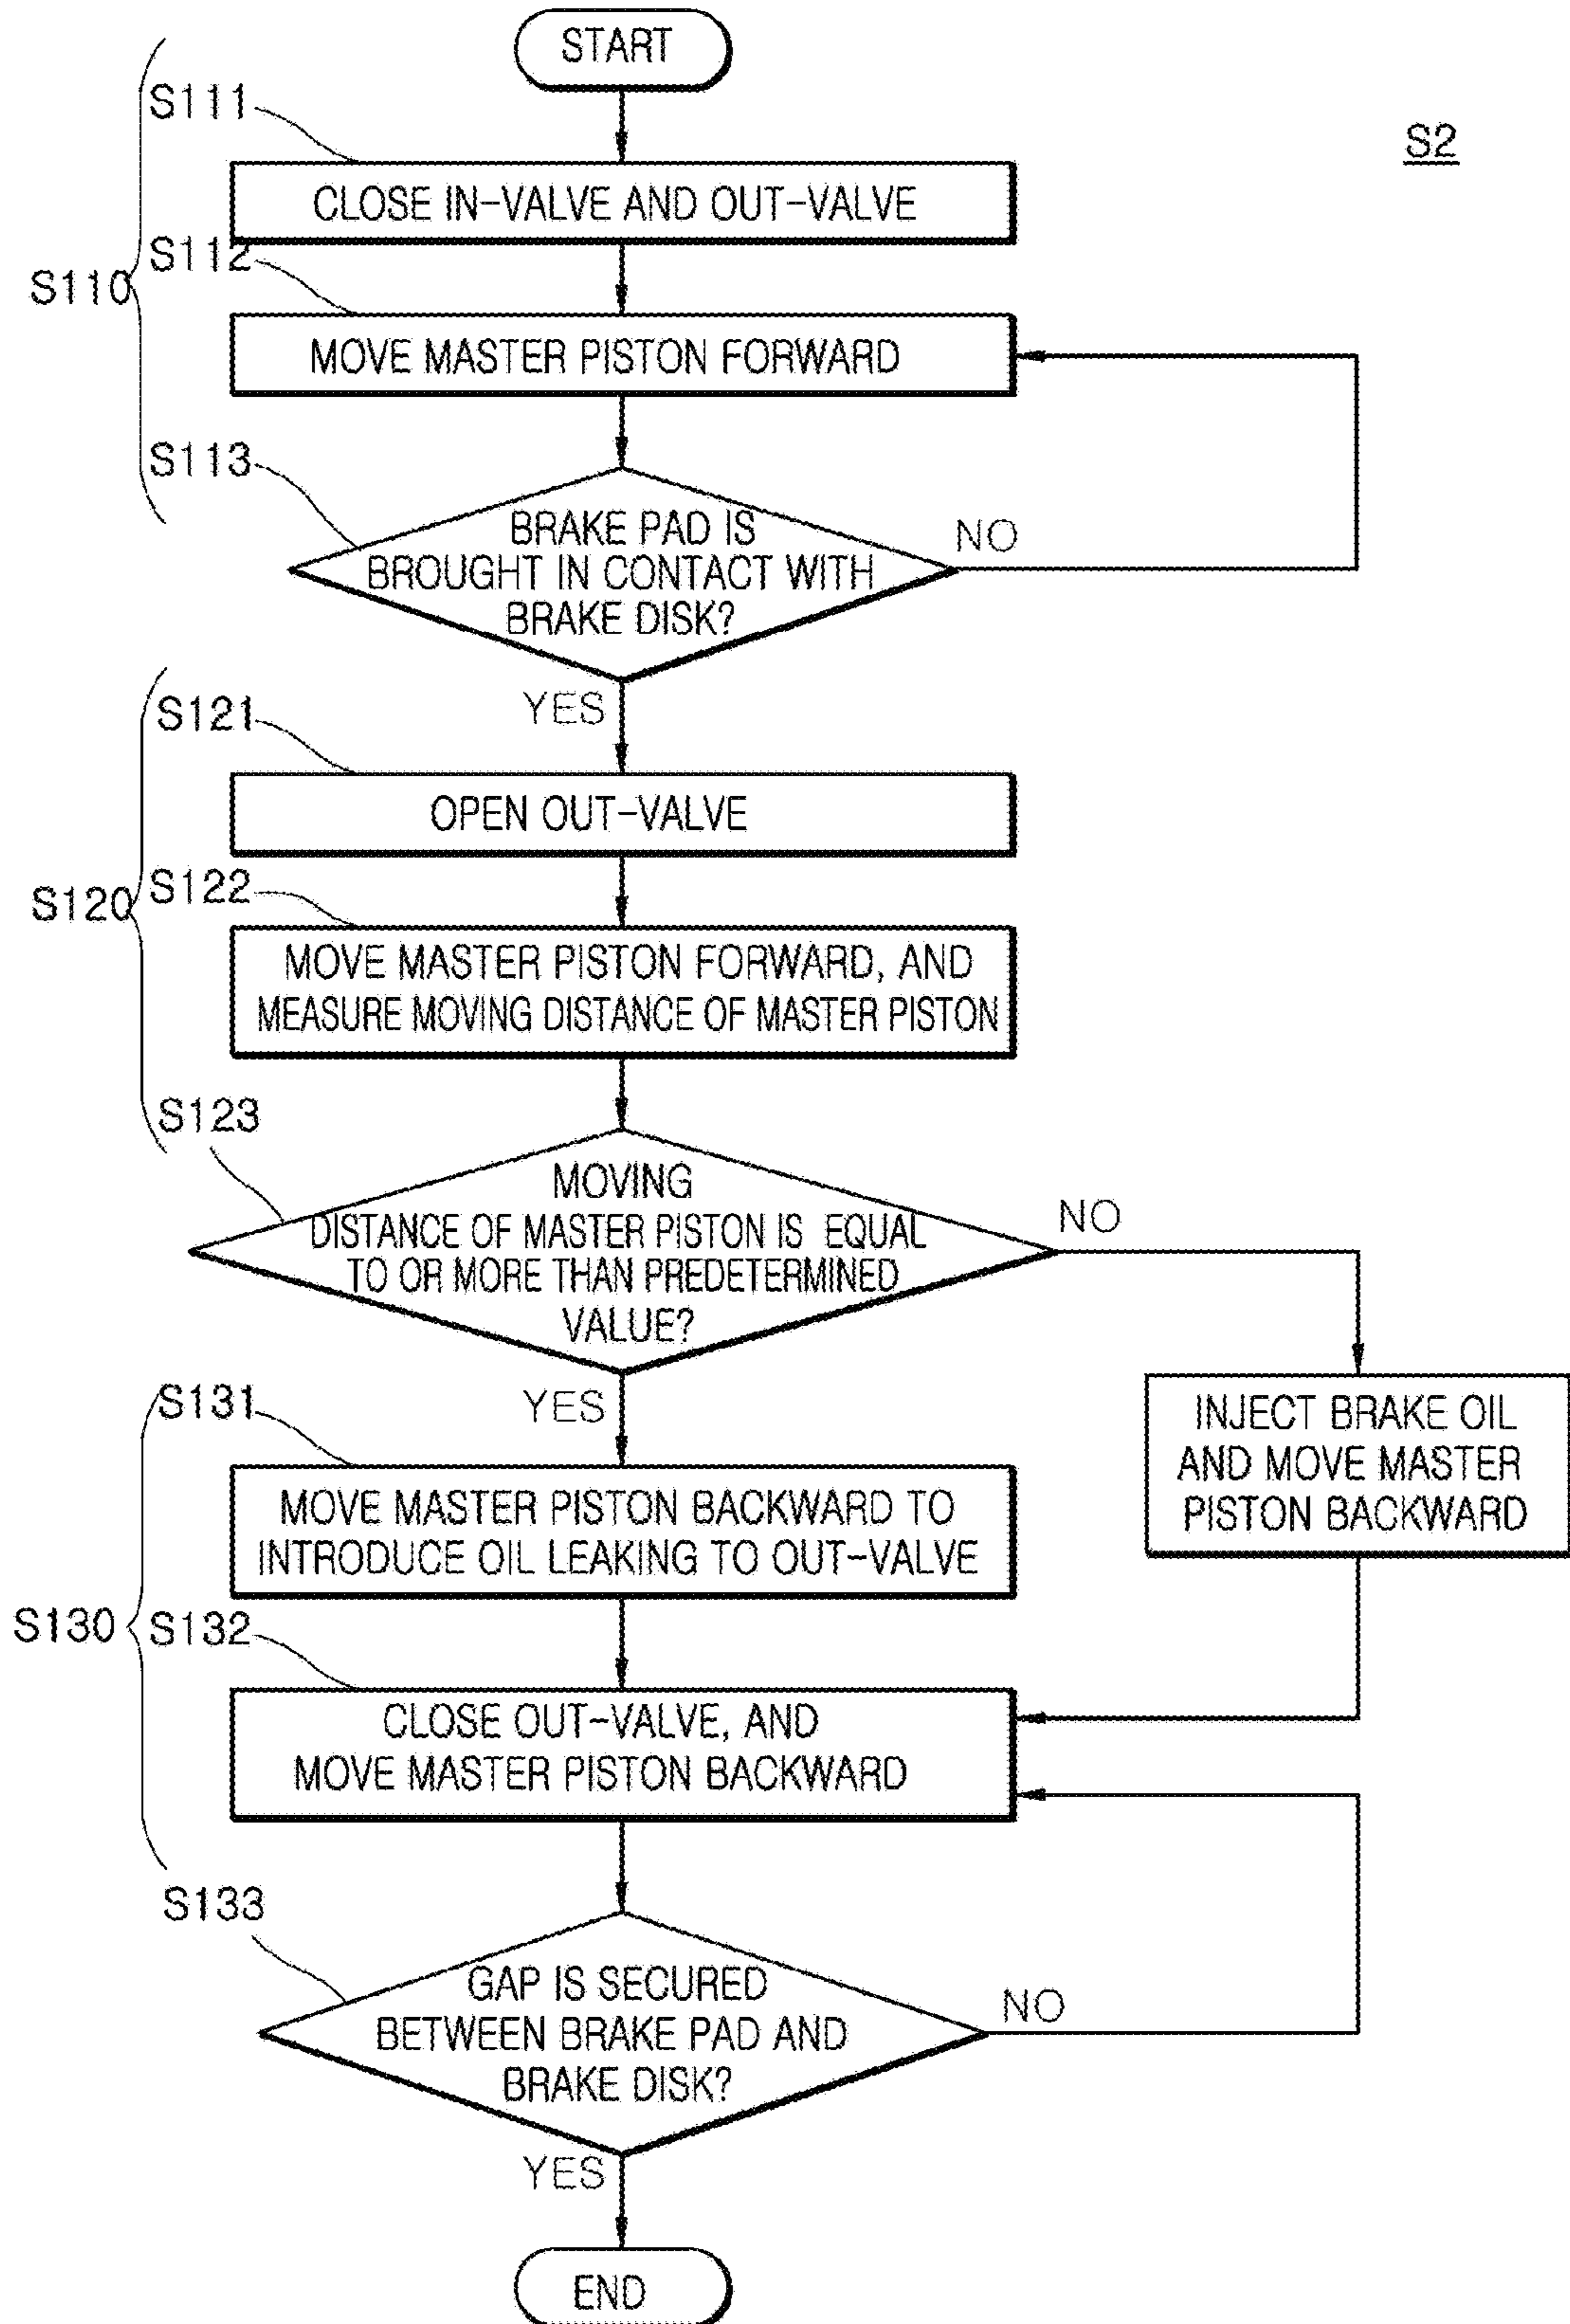 START
S111
S2
CLOSE IN-VALVE AND OUT-VALVE
S110
S112
MOVE MASTER PISTON FORWARD
S113
BRAKE PAD IS
BROUGHT IN CONTACT WITH
BRAKE DISK?
NO
YES
S121
OPEN OUT-VALVE
S120
S122
MOVE MASTER PISTON FORWARD, AND
MEASURE MOVING DISTANCE OF MASTER PISTON
S123
MOVING
DISTANCE OF MASTER PISTON IS EQUAL
TO OR MORE THAN PREDETERMINED
VALUE?
NO
YES
S131
INJECT BRAKE OIL
AND MOVE MASTER
PISTON BACKWARD
MOVE MASTER PISTON BACKWARD TO
INTRODUCE OIL LEAKING TO OUT-VALVE
S130
S132
CLOSE OUT-VALVE, AND
MOVE MASTER PISTON BACKWARD
S133
GAP IS SECURED
BETWEEN BRAKE PAD AND
BRAKE DISK?
NO
YES
END